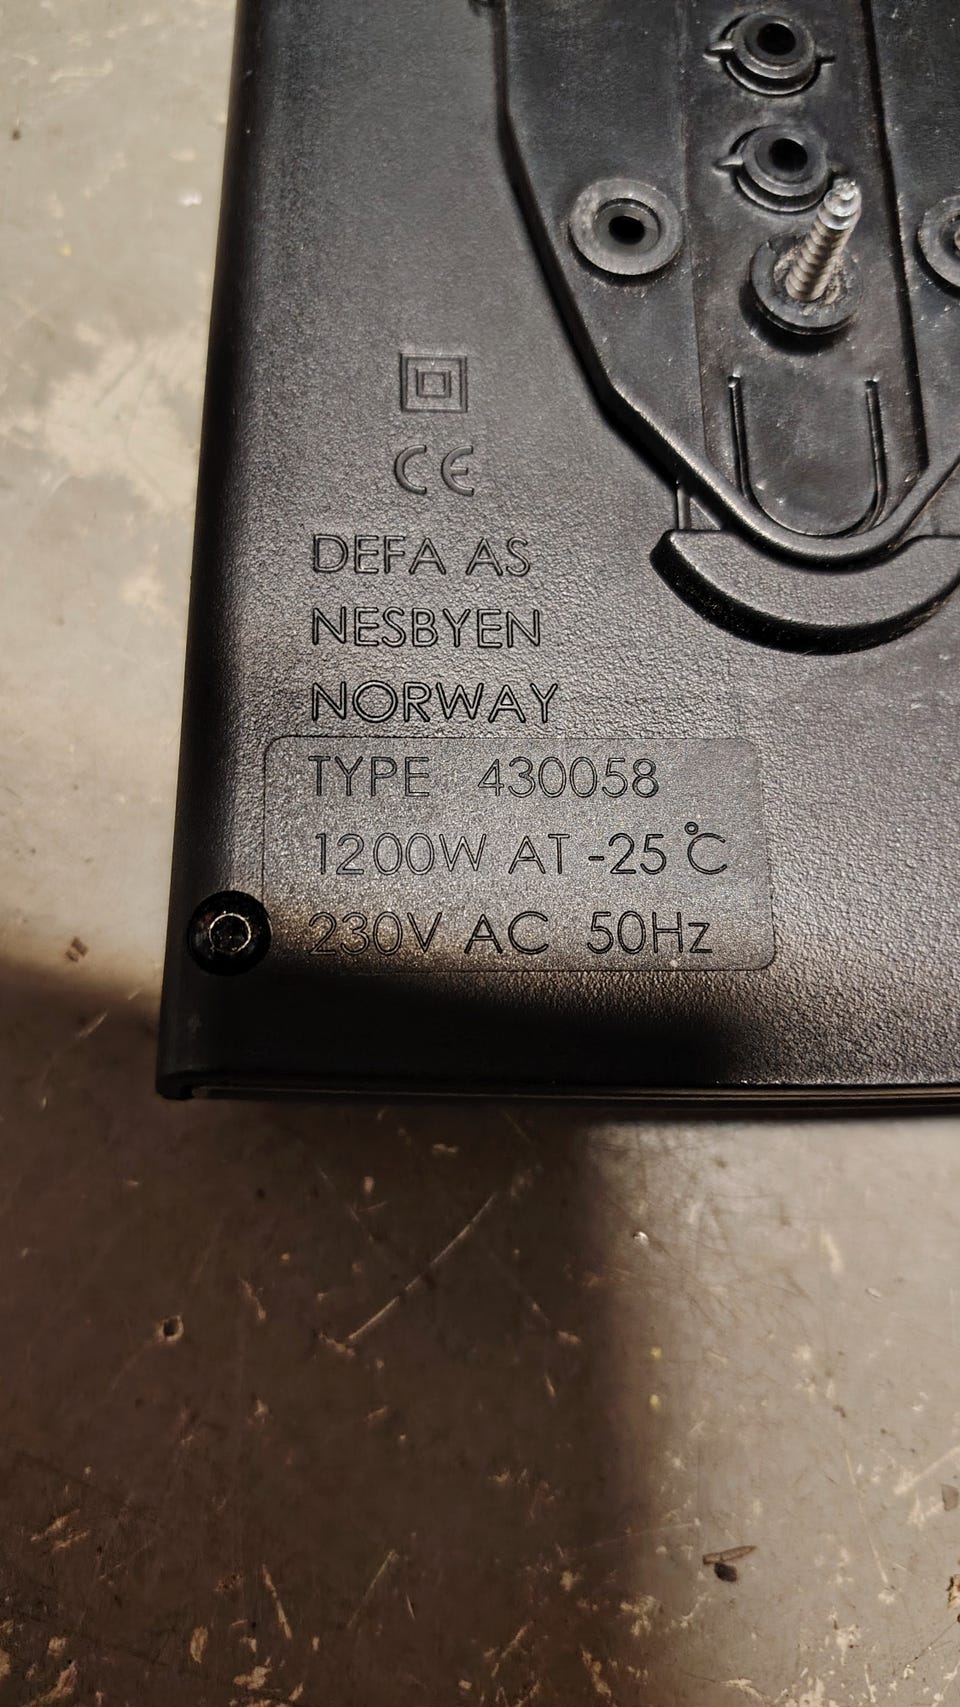 CE
DEFA AS
NESBYEN
NORWAY
TYPE 430058
1200W AT -25°C
230V AC 50Hz